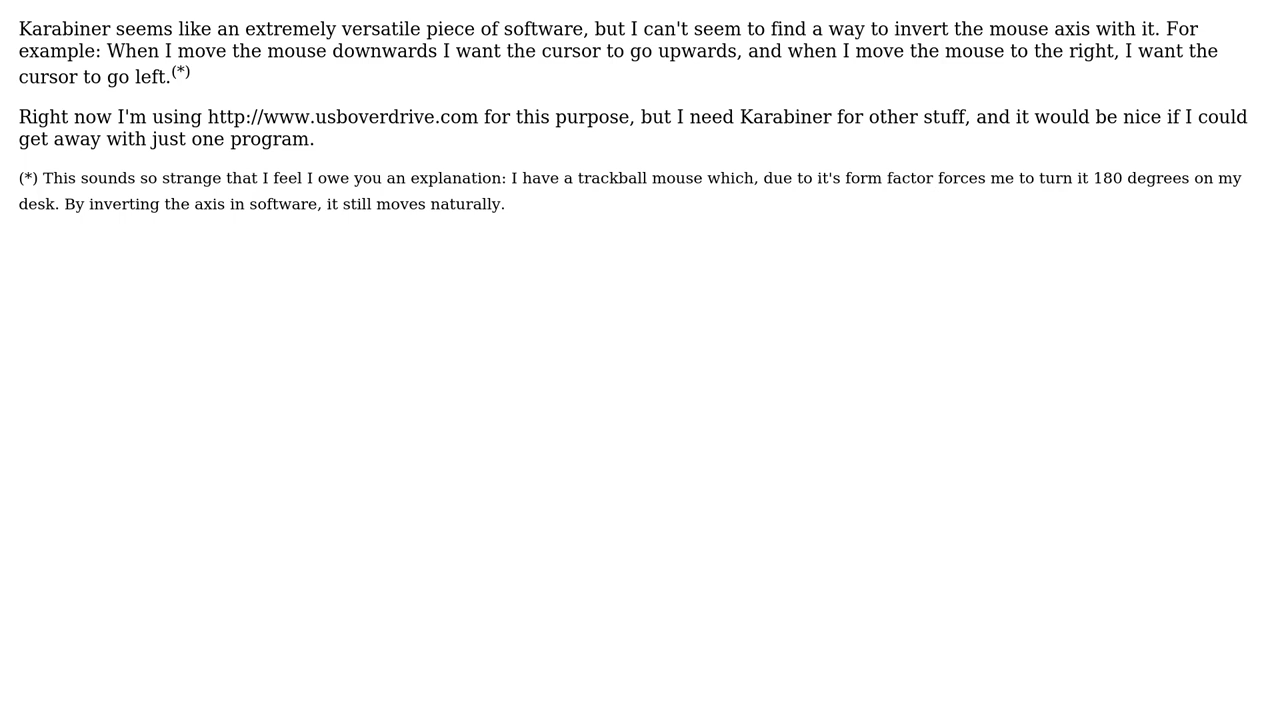 Karabiner seems like an extremely versatile piece of software, but I can't seem to find a way to invert the mouse axis with it. For
example: When I move the mouse downwards I want the cursor to go upwards, and when I move the mouse to the right, I want the
cursor to go left.(*)
Right now I'm using http://www.usboverdrive.com for this purpose, but I need Karabiner for other stuff, and it would be nice if I could
get away with just one program.
(*) This sounds so strange that I feel I owe you an explanation: I have a trackball mouse which, due to it's form factor forces me to turn it 180 degrees on my
desk. By inverting the axis in software, it still moves naturally.